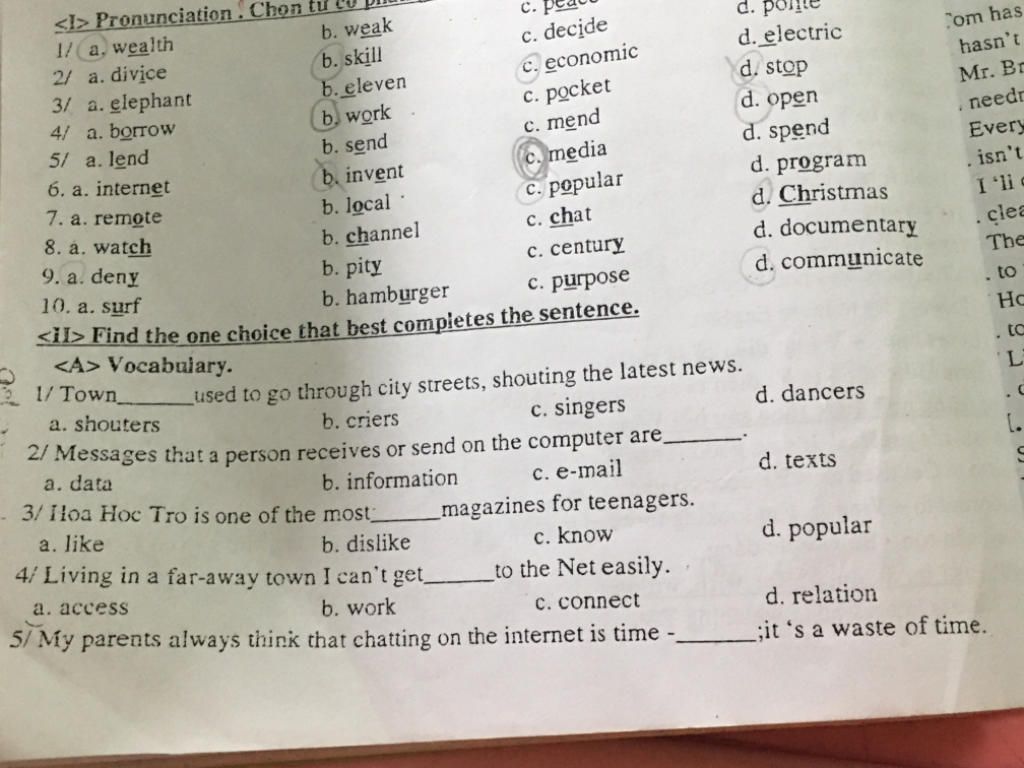 <I> Pronunciation . Chọn từ có
1/ a. wealth b. weak c. peace d. polite
2/ a. divice b. skill c. decide d. electric
3/ a. elephant b. eleven c. economic d. stop
4/ a. borrow b. work c. pocket d. open
5/ a. lend b. send c. mend d. spend
6. a. internet b. invent c. media d. program
7. a. remote b. local c. popular d. Christmas
8. a. watch b. channel c. chat d. documentary
9. a. deny b. pity c. century d. communicate
10. a. surf b. hamburger c. purpose
<II> Find the one choice that best completes the sentence.
<A> Vocabulary.
1/ Town_______used to go through city streets, shouting the latest news.
a. shouters b. criers c. singers d. dancers
2/ Messages that a person receives or send on the computer are_______.
a. data b. information c. e-mail d. texts
3/ Hoa Hoc Tro is one of the most______magazines for teenagers.
a. like b. dislike c. know d. popular
4/ Living in a far-away town I can't get______to the Net easily.
a. access b. work c. connect d. relation
5/ My parents always think that chatting on the internet is time -_______;it 's a waste of time.
om has
hasn't
Mr. Br
. needn
Every
. isn't
I 'll
. clea
The
. to
Ho
. to